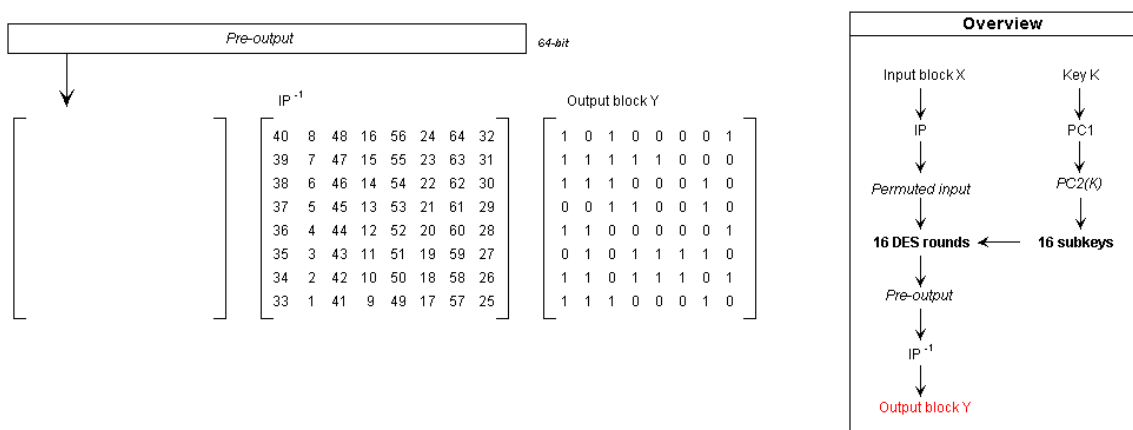 Pre-output
64-bit
IP -1
Output block Y
40 8 48 16 56 24 64 32
39 7 47 15 55 23 63 31
38 6 46 14 54 22 62 30
37 5 45 13 53 21 61 29
36 4 44 12 52 20 60 28
35 3 43 11 51 19 59 27
34 2 42 10 50 18 58 26
33 1 41 9 49 17 57 25
1 0 1 0 0 0 0 1
1 1 1 1 1 0 0 0
1 1 1 0 0 0 1 0
0 0 1 1 0 0 1 0
1 1 0 0 0 0 0 1
0 1 0 1 1 1 1 0
1 1 0 1 1 1 0 1
1 1 1 0 0 0 1 0
Overview
Input block X
Key K
IP
PC1
Permuted input
PC2(K)
16 DES rounds
16 subkeys
Pre-output
IP -1
Output block Y